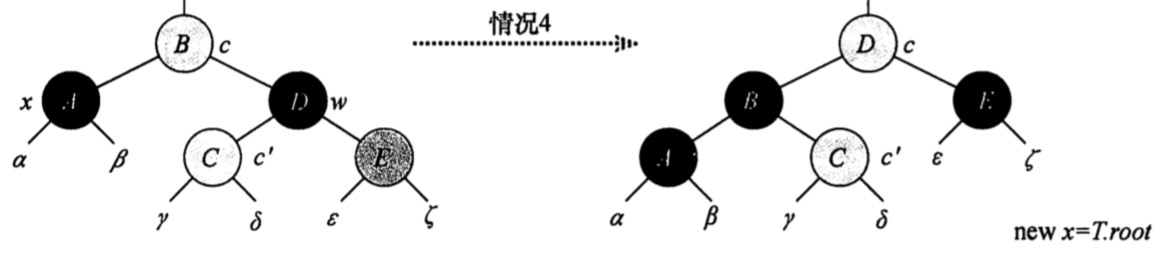 情况4
B c D c
x A D w B E
α β C c′ E A C c′ ε ζ
γ δ ε ζ α β γ δ
new x=T.root